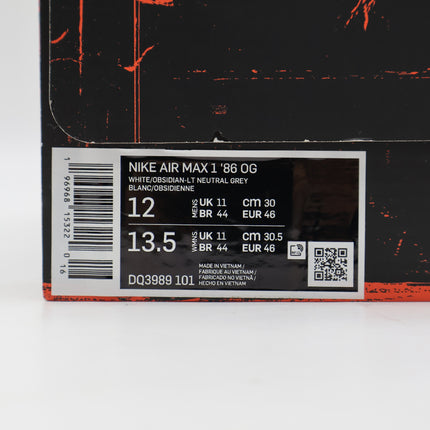 NIKE AIR MAX 1 '86 OG
WHITE/OBSIDIAN-LT NEUTRAL GREY
BLANC/OBSIDIENNE
12 MENS UK 11 CM 30
BR 44 EUR 46
13.5 WMNS UK 11 CM 30.5
BR 44 EUR 46
MADE IN VIETNAM /
FABRIQUÉ AU VIETNAM /
FABRICADO NO VIETNÃ /
HECHO EN VIETNAM
DQ3989 101
1 96968 15322 0 16